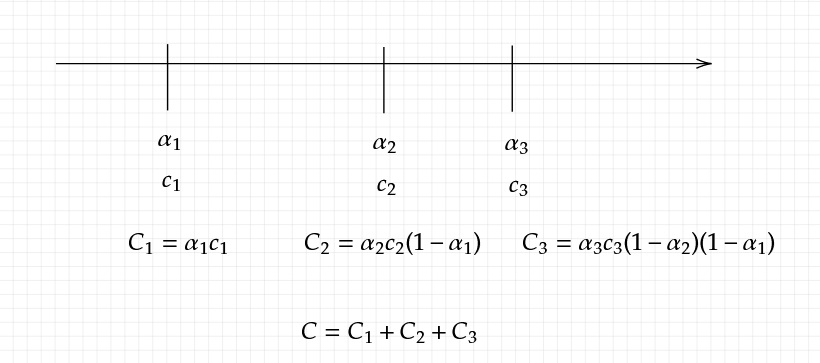 α₁ α₂ α₃
c₁ c₂ c₃
C₁ = α₁c₁ C₂ = α₂c₂(1 − α₁) C₃ = α₃c₃(1 − α₂)(1 − α₁)
C = C₁ + C₂ + C₃